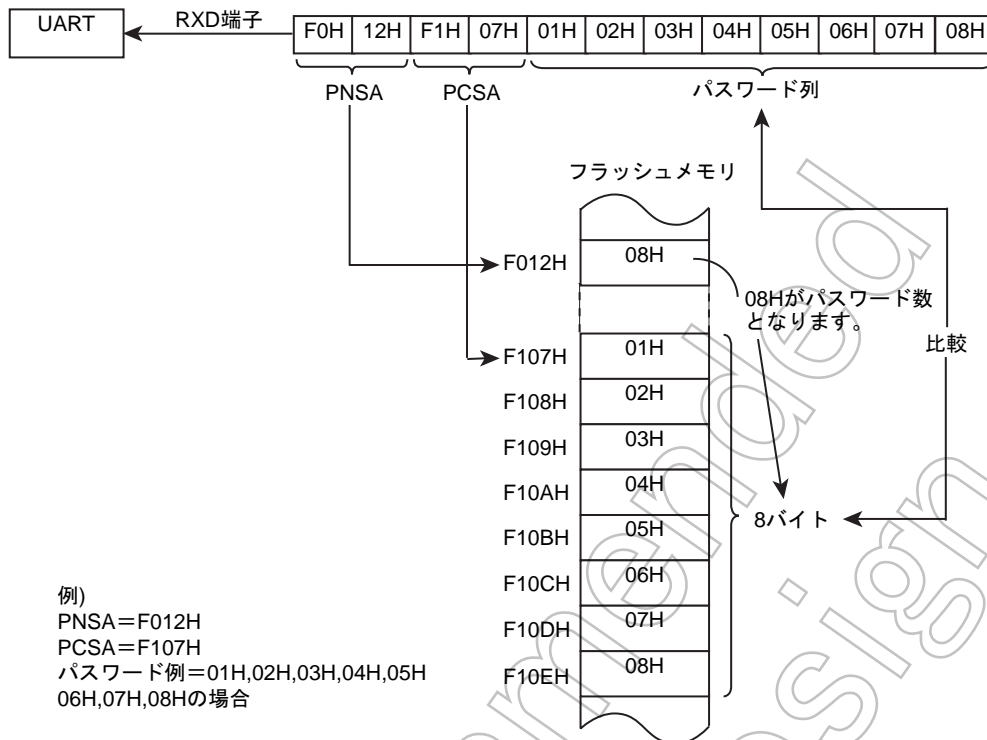 UART
RXD端子
F0H 12H F1H 07H 01H 02H 03H 04H 05H 06H 07H 08H
PNSA PCSA パスワード列
フラッシュメモリ
F012H 08H
08Hがパスワード数
となります。
比較
F107H 01H
F108H 02H
F109H 03H
F10AH 04H
F10BH 05H
8バイト
F10CH 06H
F10DH 07H
F10EH 08H
例)
PNSA=F012H
PCSA=F107H
パスワード例=01H,02H,03H,04H,05H
06H,07H,08Hの場合
mended
esign